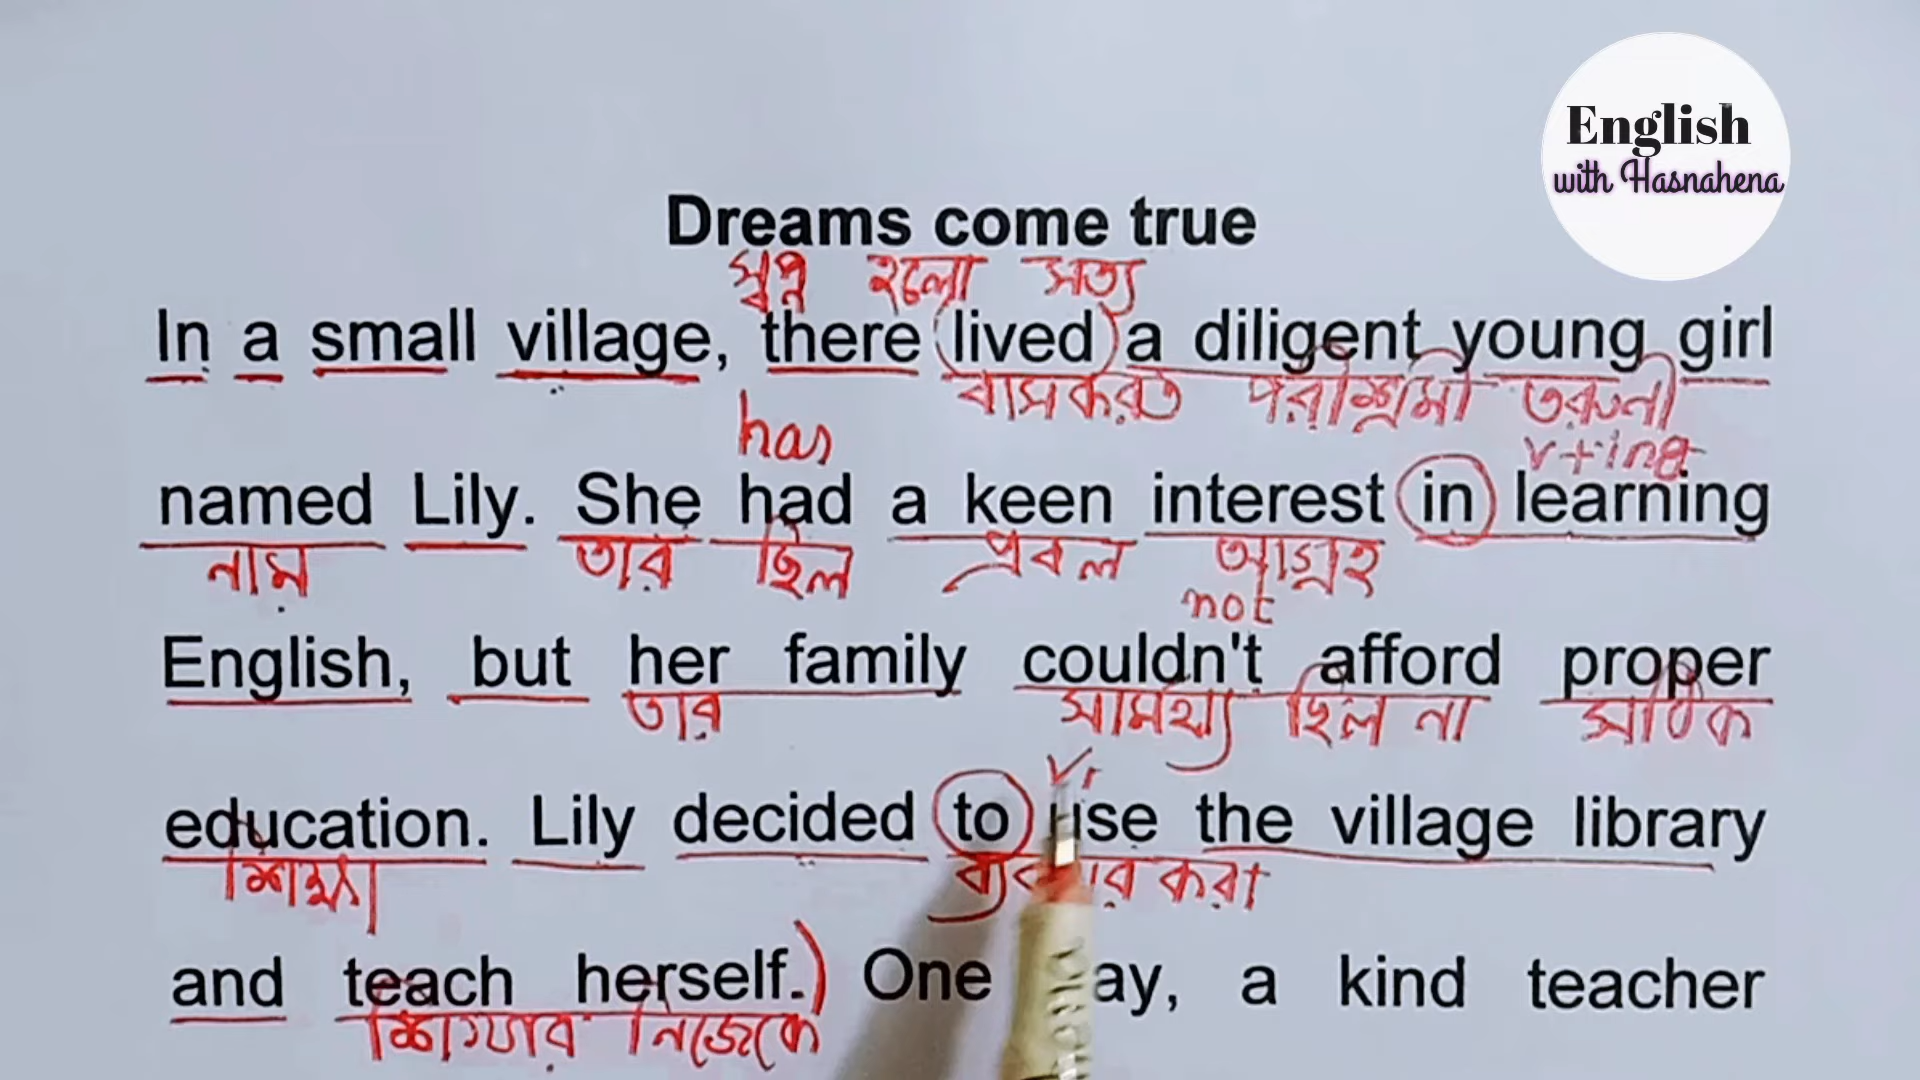 English
with Hasnahena
Dreams come true
স্বপ্ন হলো সত্য
In a small village, there lived a diligent young girl
বাসকরত পরীশ্রমী তরুনী
has v+ing
named Lily. She had a keen interest in learning
নাম তার ছিল প্রবল আগ্রহ
not
English, but her family couldn't afford proper
তার সামর্থ্য ছিল না সঠিক
V1
education. Lily decided to use the village library
শিক্ষা করা
and teach herself.) One a kind teacher
শিখার নিজেকে